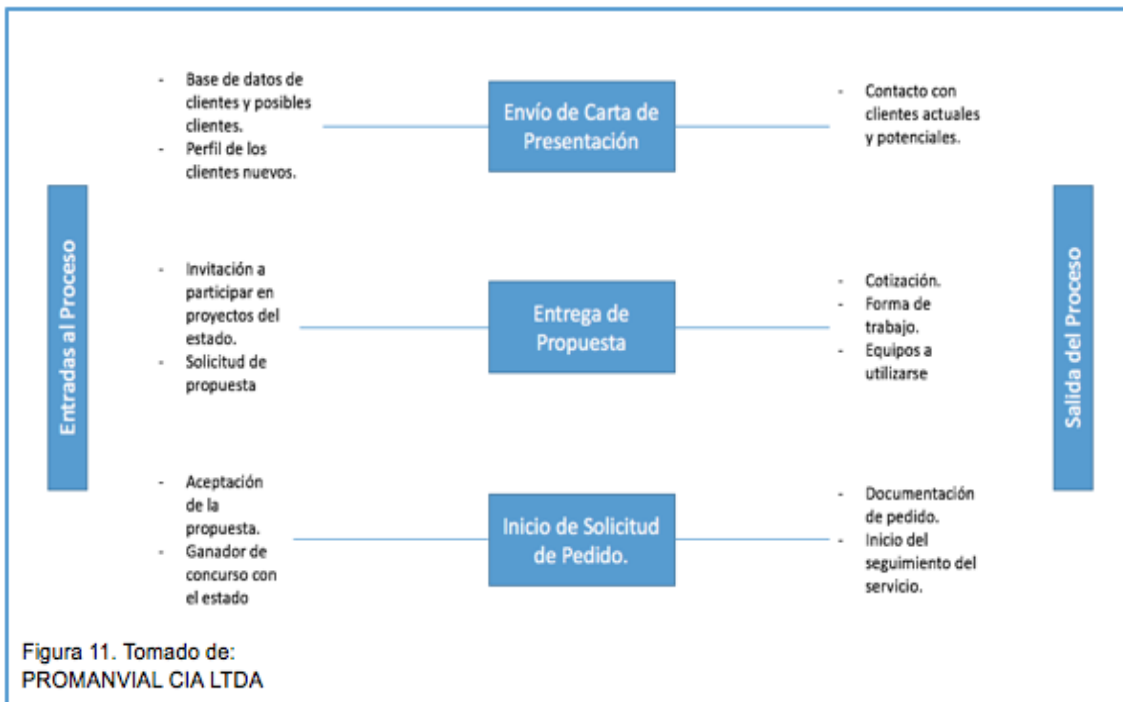 Entradas al Proceso
- Base de datos de
clientes y posibles
clientes.
- Perfil de los
clientes nuevos.
Envío de Carta de
Presentación
- Contacto con
clientes actuales
y potenciales.
- Invitación a
participar en
proyectos del
estado.
- Solicitud de
propuesta
Entrega de
Propuesta
- Cotización.
- Forma de
trabajo.
- Equipos a
utilizarse
- Aceptación
de la
propuesta.
- Ganador de
concurso con
el estado
Inicio de Solicitud
de Pedido.
- Documentación
de pedido.
- Inicio del
seguimiento del
servicio.
Salida del Proceso
Figura 11. Tomado de:
PROMANVIAL CIA LTDA